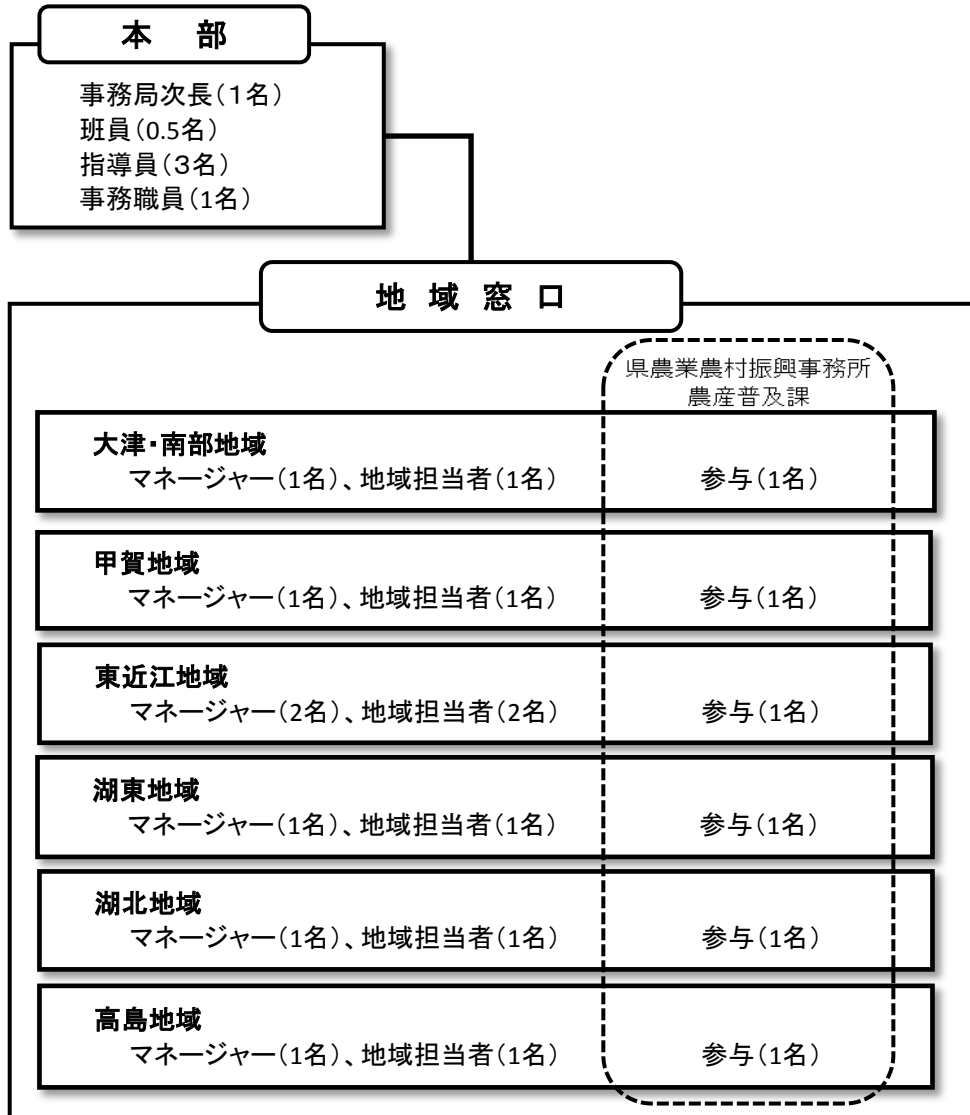 本　部
事務局次長（１名）
班員（0.5名）
指導員（３名）
事務職員（1名）
地　域　窓　口
県農業農村振興事務所
農産普及課
大津・南部地域
マネージャー（1名）、地域担当者（1名）　参与（1名）
甲賀地域
マネージャー（1名）、地域担当者（1名）　参与（1名）
東近江地域
マネージャー（2名）、地域担当者（2名）　参与（1名）
湖東地域
マネージャー（1名）、地域担当者（1名）　参与（1名）
湖北地域
マネージャー（1名）、地域担当者（1名）　参与（1名）
高島地域
マネージャー（1名）、地域担当者（1名）　参与（1名）